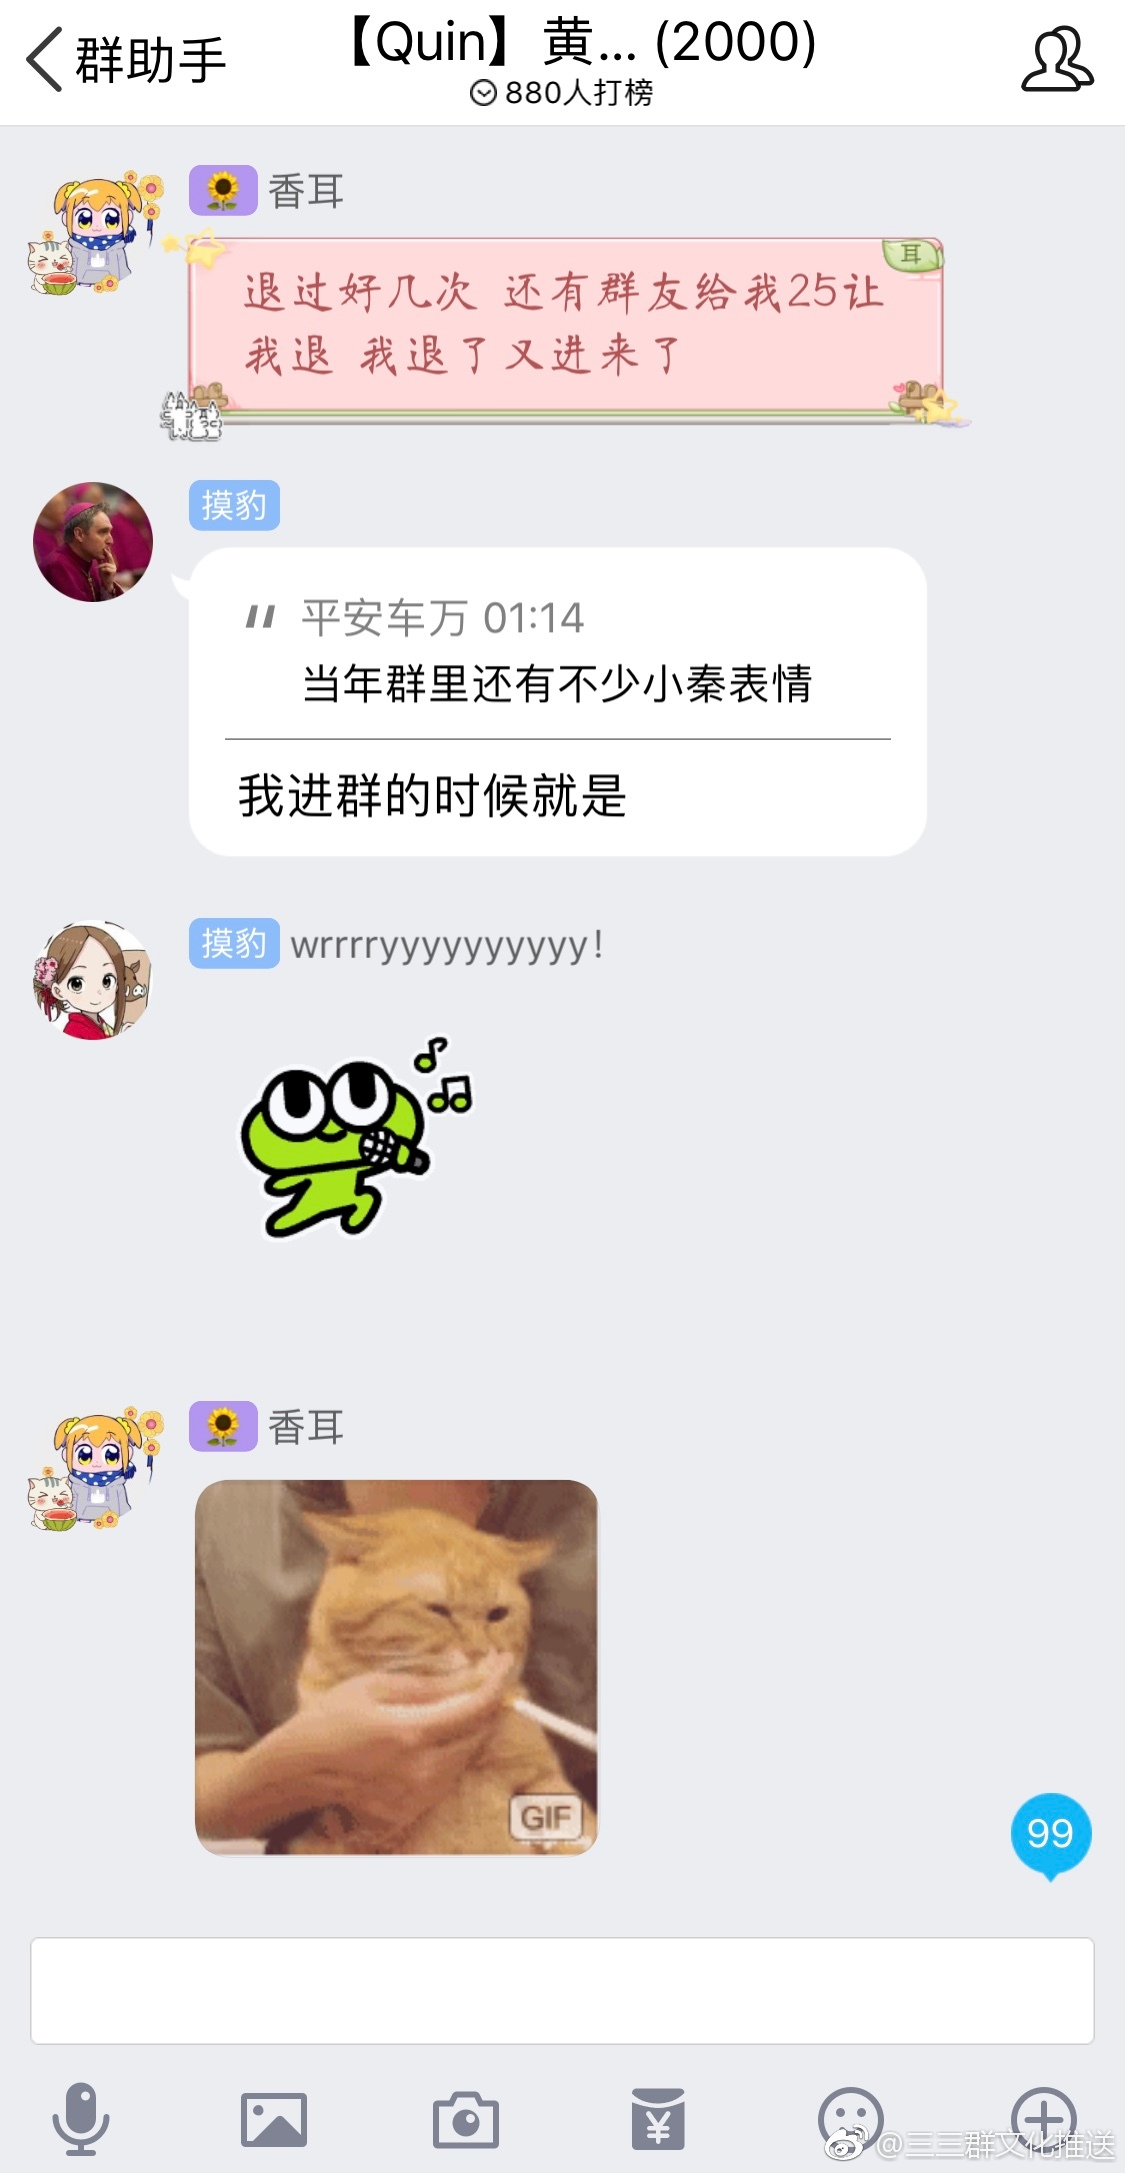 群助手
【Quin】黄... (2000)
880人打榜
香耳
耳
退过好几次 还有群友给我25让
我退 我退了又进来了
摸豹
平安车万 01:14
当年群里还有不少小秦表情
我进群的时候就是
摸豹 wrrrryyyyyyyyyy!
香耳
GIF
99
¥
@三三群文化推送